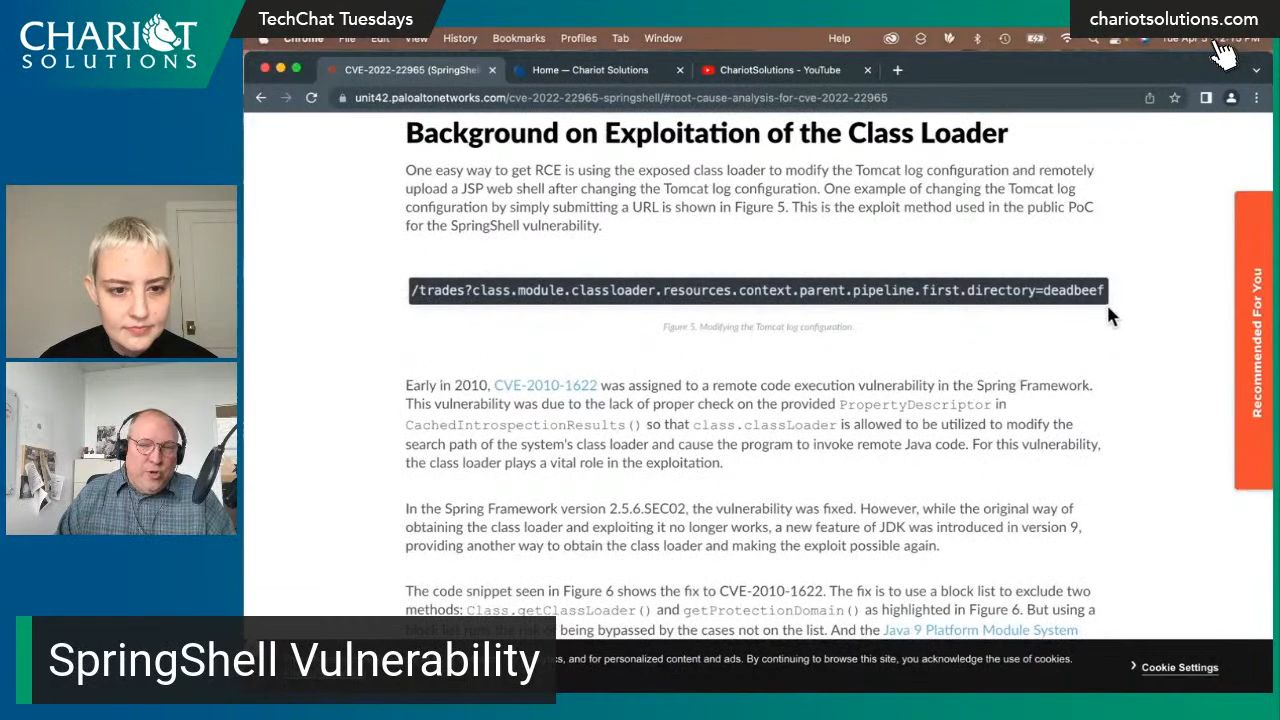 CHARIOT
SOLUTIONS
TechChat Tuesdays
chariotsolutions.com
Chrome File Edit View History Bookmarks Profiles Tab Window Help
CVE-2022-22965 (SpringShell
Home — Chariot Solutions
ChariotSolutions - YouTube
unit42.paloaltonetworks.com/cve-2022-22965-springshell/#root-cause-analysis-for-cve-2022-22965
Background on Exploitation of the Class Loader
One easy way to get RCE is using the exposed class loader to modify the Tomcat log configuration and remotely
upload a JSP web shell after changing the Tomcat log configuration. One example of changing the Tomcat log
configuration by simply submitting a URL is shown in Figure 5. This is the exploit method used in the public PoC
for the SpringShell vulnerability.
/trades?class.module.classloader.resources.context.parent.pipeline.first.directory=deadbeef
Figure 5. Modifying the Tomcat log configuration.
Early in 2010, CVE-2010-1622 was assigned to a remote code execution vulnerability in the Spring Framework.
This vulnerability was due to the lack of proper check on the provided PropertyDescriptor in
CachedIntrospectionResults() so that class.classLoader is allowed to be utilized to modify the
search path of the system's class loader and cause the program to invoke remote Java code. For this vulnerability,
the class loader plays a vital role in the exploitation.
In the Spring Framework version 2.5.6.SEC02, the vulnerability was fixed. However, while the original way of
obtaining the class loader and exploiting it no longer works, a new feature of JDK was introduced in version 9,
providing another way to obtain the class loader and making the exploit possible again.
The code snippet seen in Figure 6 shows the fix to CVE-2010-1622. The fix is to use a block list to exclude two
methods: Class.getClassLoader() and getProtectionDomain() as highlighted in Figure 6. But using a
being bypassed by the cases not on the list. And the Java 9 Platform Module System
Recommended For You
and for personalized content and ads. By continuing to browse this site, you acknowledge the use of cookies.
Cookie Settings
SpringShell Vulnerability